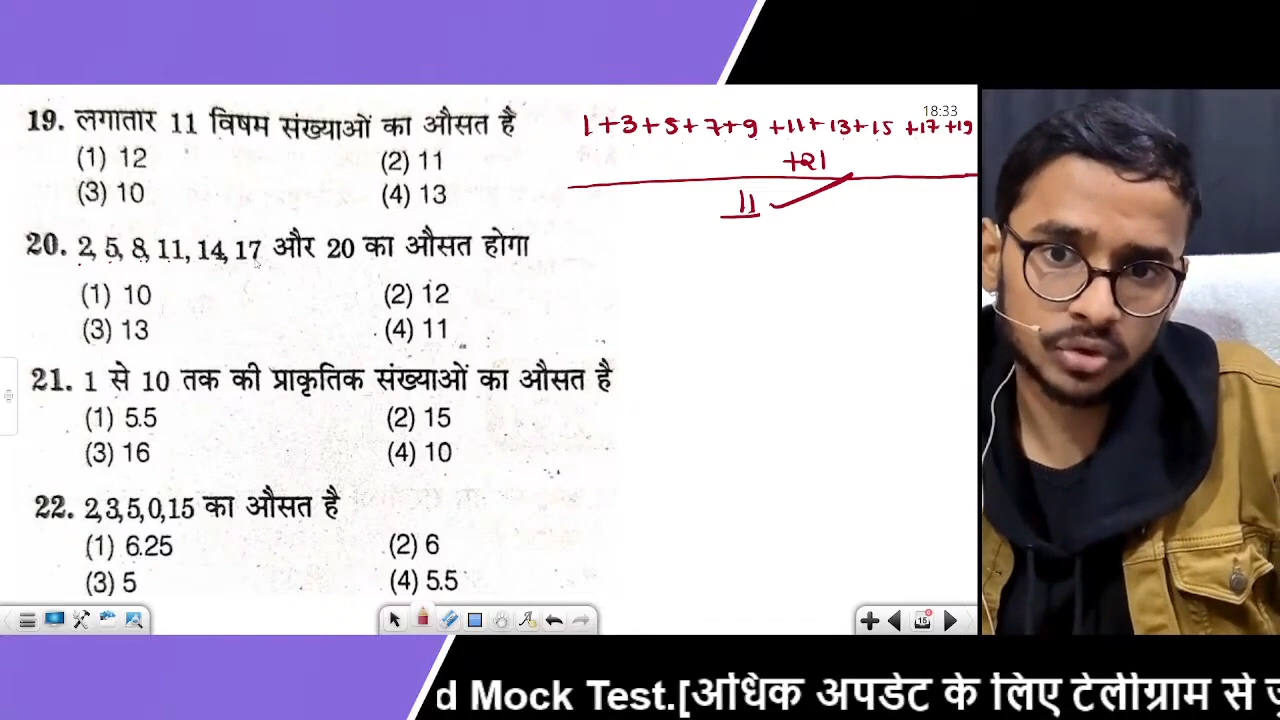 19. लगातार 11 विषम संख्याओं का औसत है
(1) 12 (2) 11
(3) 10 (4) 13
20. 2, 5, 8, 11, 14, 17 और 20 का औसत होगा
(1) 10 (2) 12
(3) 13 (4) 11
21. 1 से 10 तक की प्राकृतिक संख्याओं का औसत है
(1) 5.5 (2) 15
(3) 16 (4) 10
22. 2,3,5,0,15 का औसत है
(1) 6.25 (2) 6
(3) 5 (4) 5.5
18:33
1+3+5+7+9+11+13+15+17+19
+21
11
15
d Mock Test.[अधिक अपडेट के लिए टेलीग्राम से